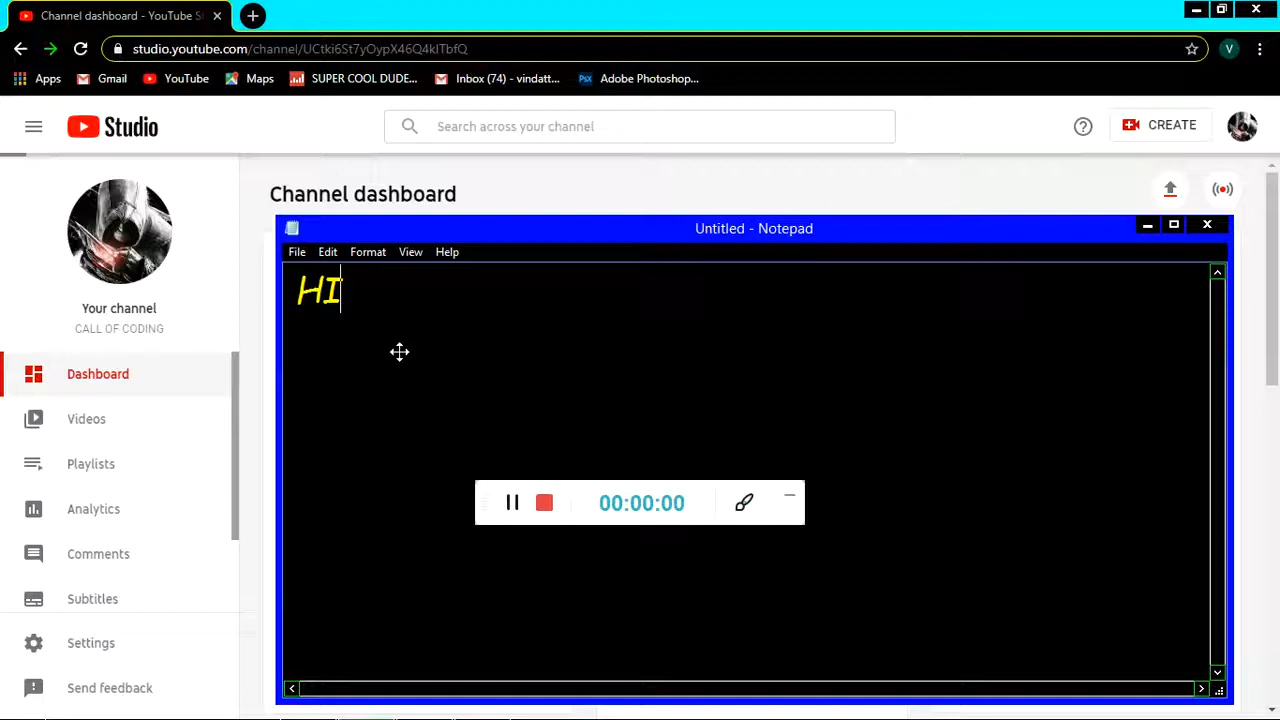 Channel dashboard - YouTube S
studio.youtube.com/channel/UCtki6St7yOypX46Q4kITbfQ
V
Apps
Gmail
YouTube
Maps
SUPER COOL DUDE...
Inbox (74) - vindatt...
Adobe Photoshop...
Studio
Search across your channel
CREATE
Channel dashboard
Your channel
CALL OF CODING
Dashboard
Videos
Playlists
Analytics
Comments
Subtitles
Settings
Send feedback
Untitled - Notepad
File Edit Format View Help
HI
00:00:00